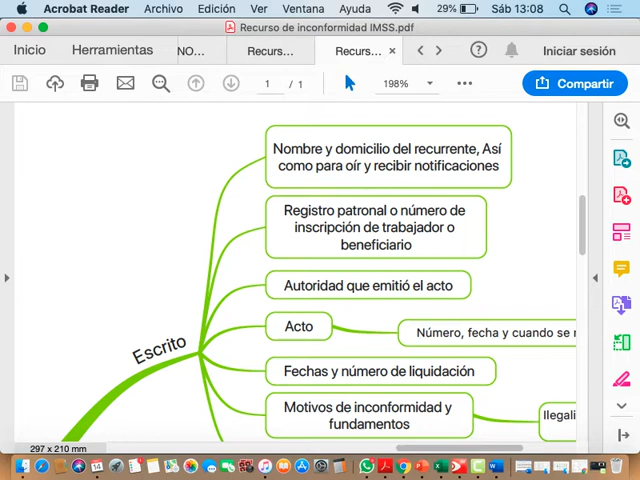 Acrobat Reader Archivo Edición Ver Ventana Ayuda 29% Sáb 13:08
Recurso de inconformidad IMSS.pdf
Inicio Herramientas NO... Recurs... Recurs... × Iniciar sesión
1 / 1 198% Compartir
Nombre y domicilio del recurrente, Así
como para oír y recibir notificaciones
Registro patronal o número de
inscripción de trabajador o
beneficiario
Autoridad que emitió el acto
Acto
Número, fecha y cuando se
Escrito
Fechas y número de liquidación
Motivos de inconformidad y
fundamentos
Ilegali
297 x 210 mm